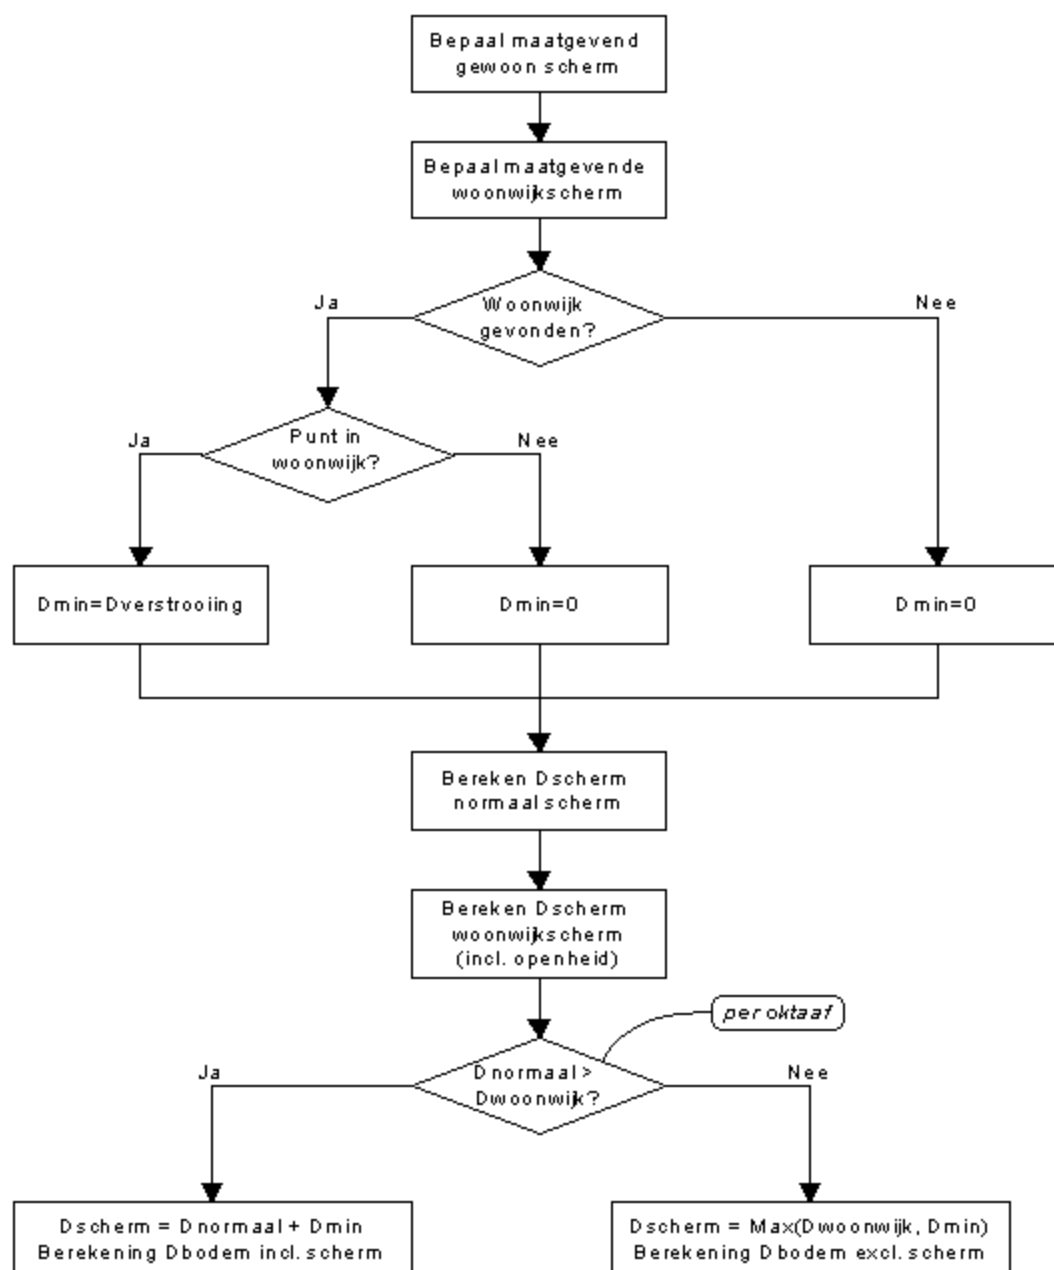 Bepaal maatgevend
gewoon scherm
Bepaal maatgevende
woonwijkscherm
Ja
Woonwijk
gevonden?
Nee
Ja
Punt in
woonwijk?
Nee
Dmin=Dverstrooiing
Dmin=0
Dmin=0
Bereken Dscherm
normaal scherm
Bereken Dscherm
woonwijkscherm
(incl. openheid)
per oktaaf
Ja
Dnormaal >
Dwoonwijk?
Nee
Dscherm = Dnormaal + Dmin
Berekening Dbodem incl. scherm
Dscherm = Max(Dwoonwijk, Dmin)
Berekening Dbodem excl. scherm